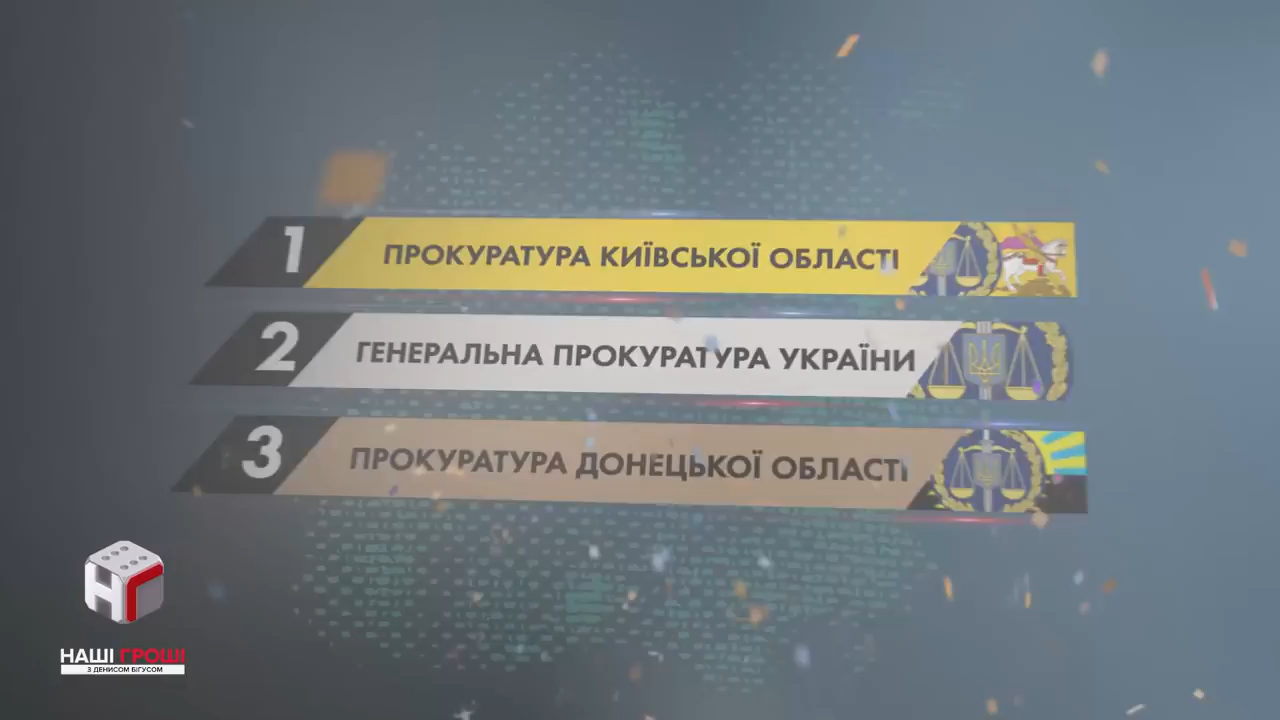 1
ПРОКУРАТУРА КИЇВСЬКОЇ ОБЛАСТІ
2
ГЕНЕРАЛЬНА ПРОКУРАТУРА УКРАЇНИ
3
ПРОКУРАТУРА ДОНЕЦЬКОЇ ОБЛАСТІ
НГ
НАШІ ГРОШІ
З ДЕНИСОМ БІГУСОМ